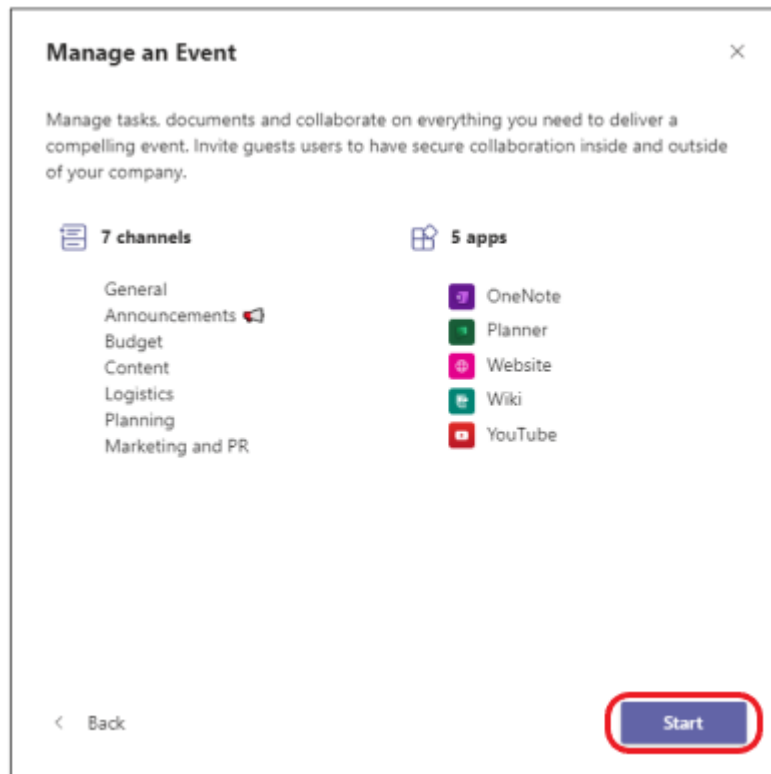 Manage an Event
Manage tasks, documents and collaborate on everything you need to deliver a
compelling event. Invite guests users to have secure collaboration inside and outside
of your company.
7 channels
General
Announcements
Budget
Content
Logistics
Planning
Marketing and PR
5 apps
OneNote
Planner
Website
Wiki
YouTube
Back
Start